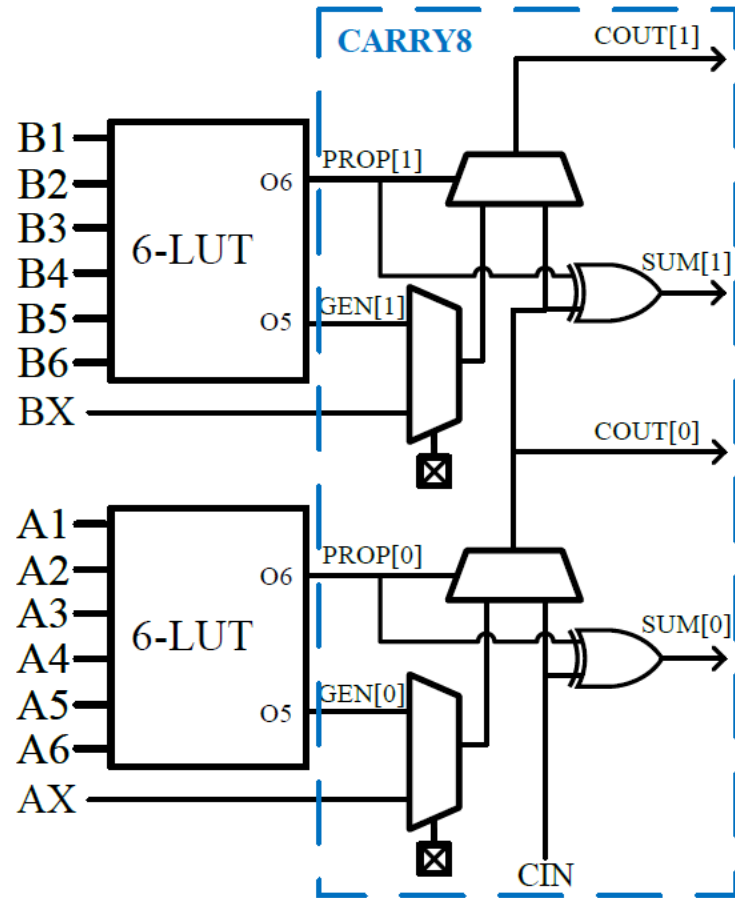 CARRY8
COUT[1]
B1
B2
B3
B4
B5
B6
BX
6-LUT
O6
O5
PROP[1]
GEN[1]
SUM[1]
COUT[0]
A1
A2
A3
A4
A5
A6
AX
6-LUT
O6
O5
PROP[0]
GEN[0]
SUM[0]
CIN